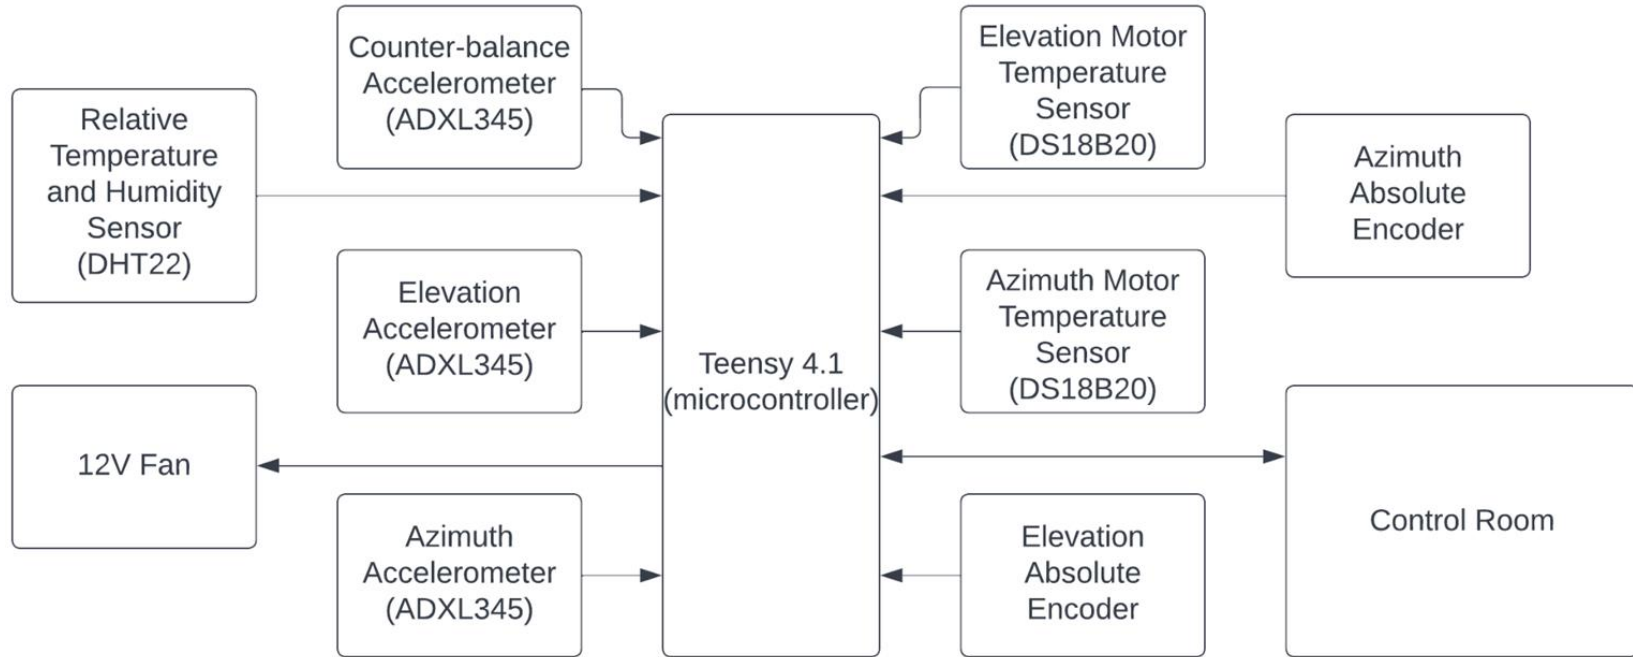 Counter-balance
Accelerometer
(ADXL345)
Elevation Motor
Temperature
Sensor
(DS18B20)
Relative
Temperature
and Humidity
Sensor
(DHT22)
Azimuth
Absolute
Encoder
Elevation
Accelerometer
(ADXL345)
Azimuth Motor
Temperature
Sensor
(DS18B20)
Teensy 4.1
(microcontroller)
12V Fan
Control Room
Azimuth
Accelerometer
(ADXL345)
Elevation
Absolute
Encoder